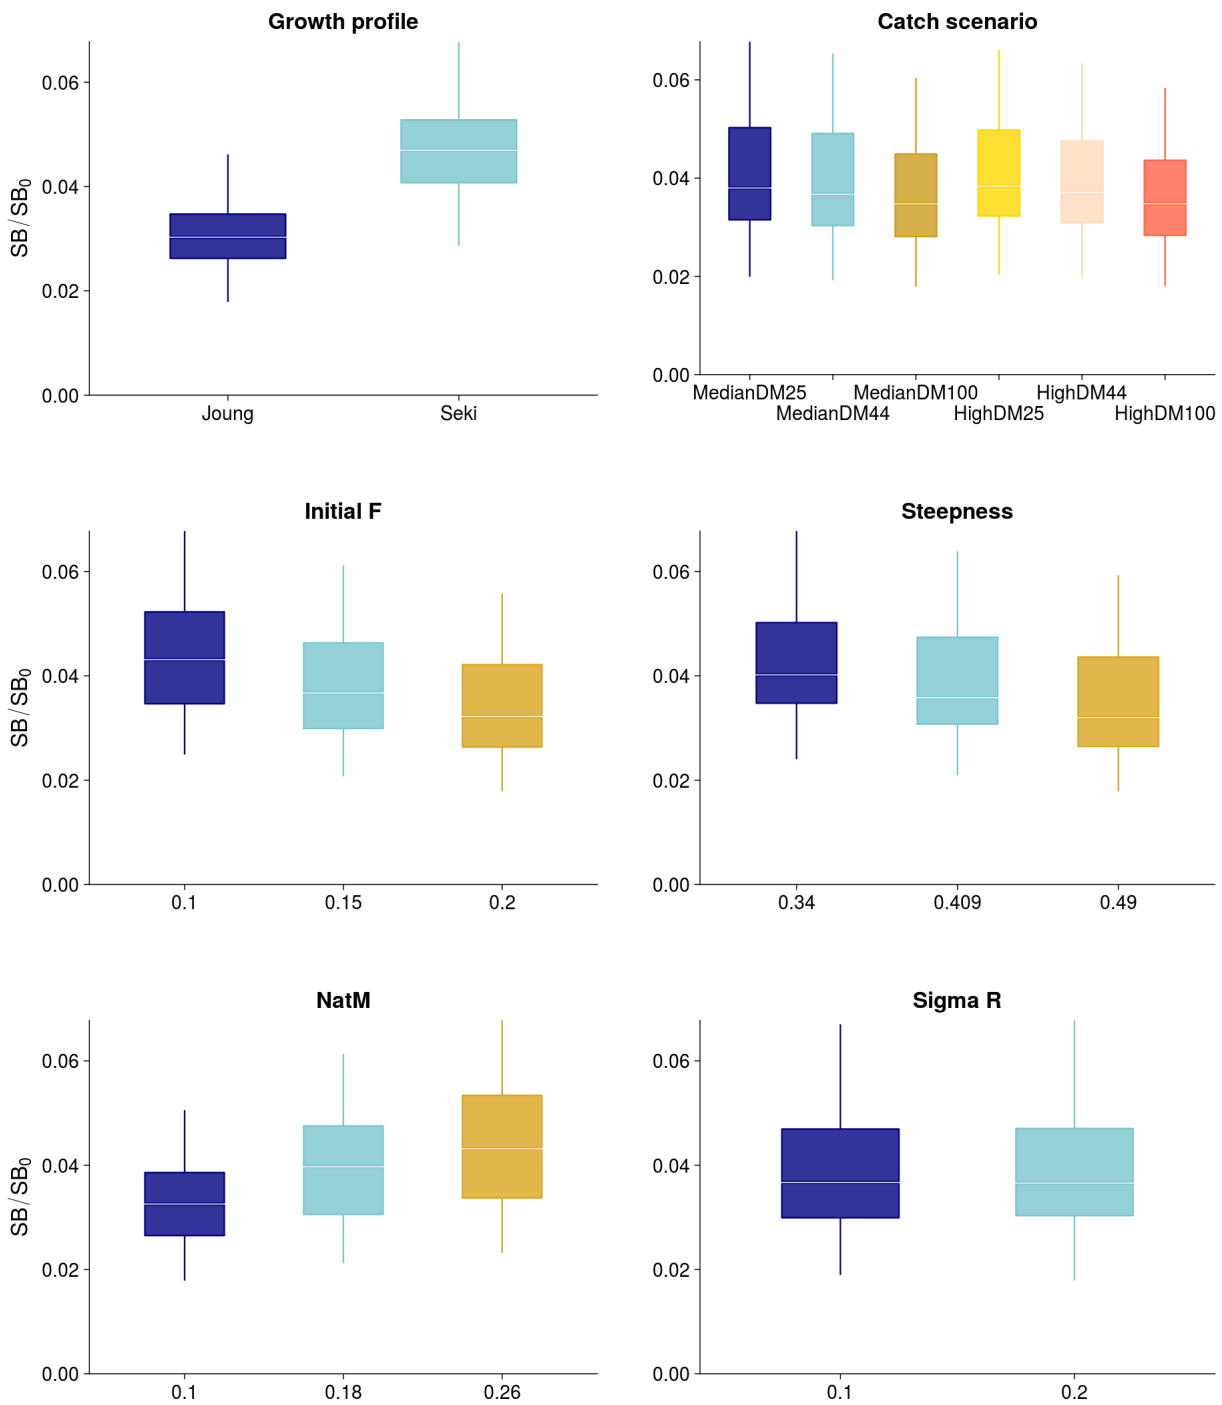 Growth profile
SB/SB0
0.06
0.04
0.02
0.00
Joung Seki
Catch scenario
0.06
0.04
0.02
0.00
MedianDM25 MedianDM100 HighDM44
MedianDM44 HighDM25 HighDM100
Initial F
SB/SB0
0.06
0.04
0.02
0.00
0.1 0.15 0.2
Steepness
0.06
0.04
0.02
0.00
0.34 0.409 0.49
NatM
SB/SB0
0.06
0.04
0.02
0.00
0.1 0.18 0.26
Sigma R
0.06
0.04
0.02
0.00
0.1 0.2